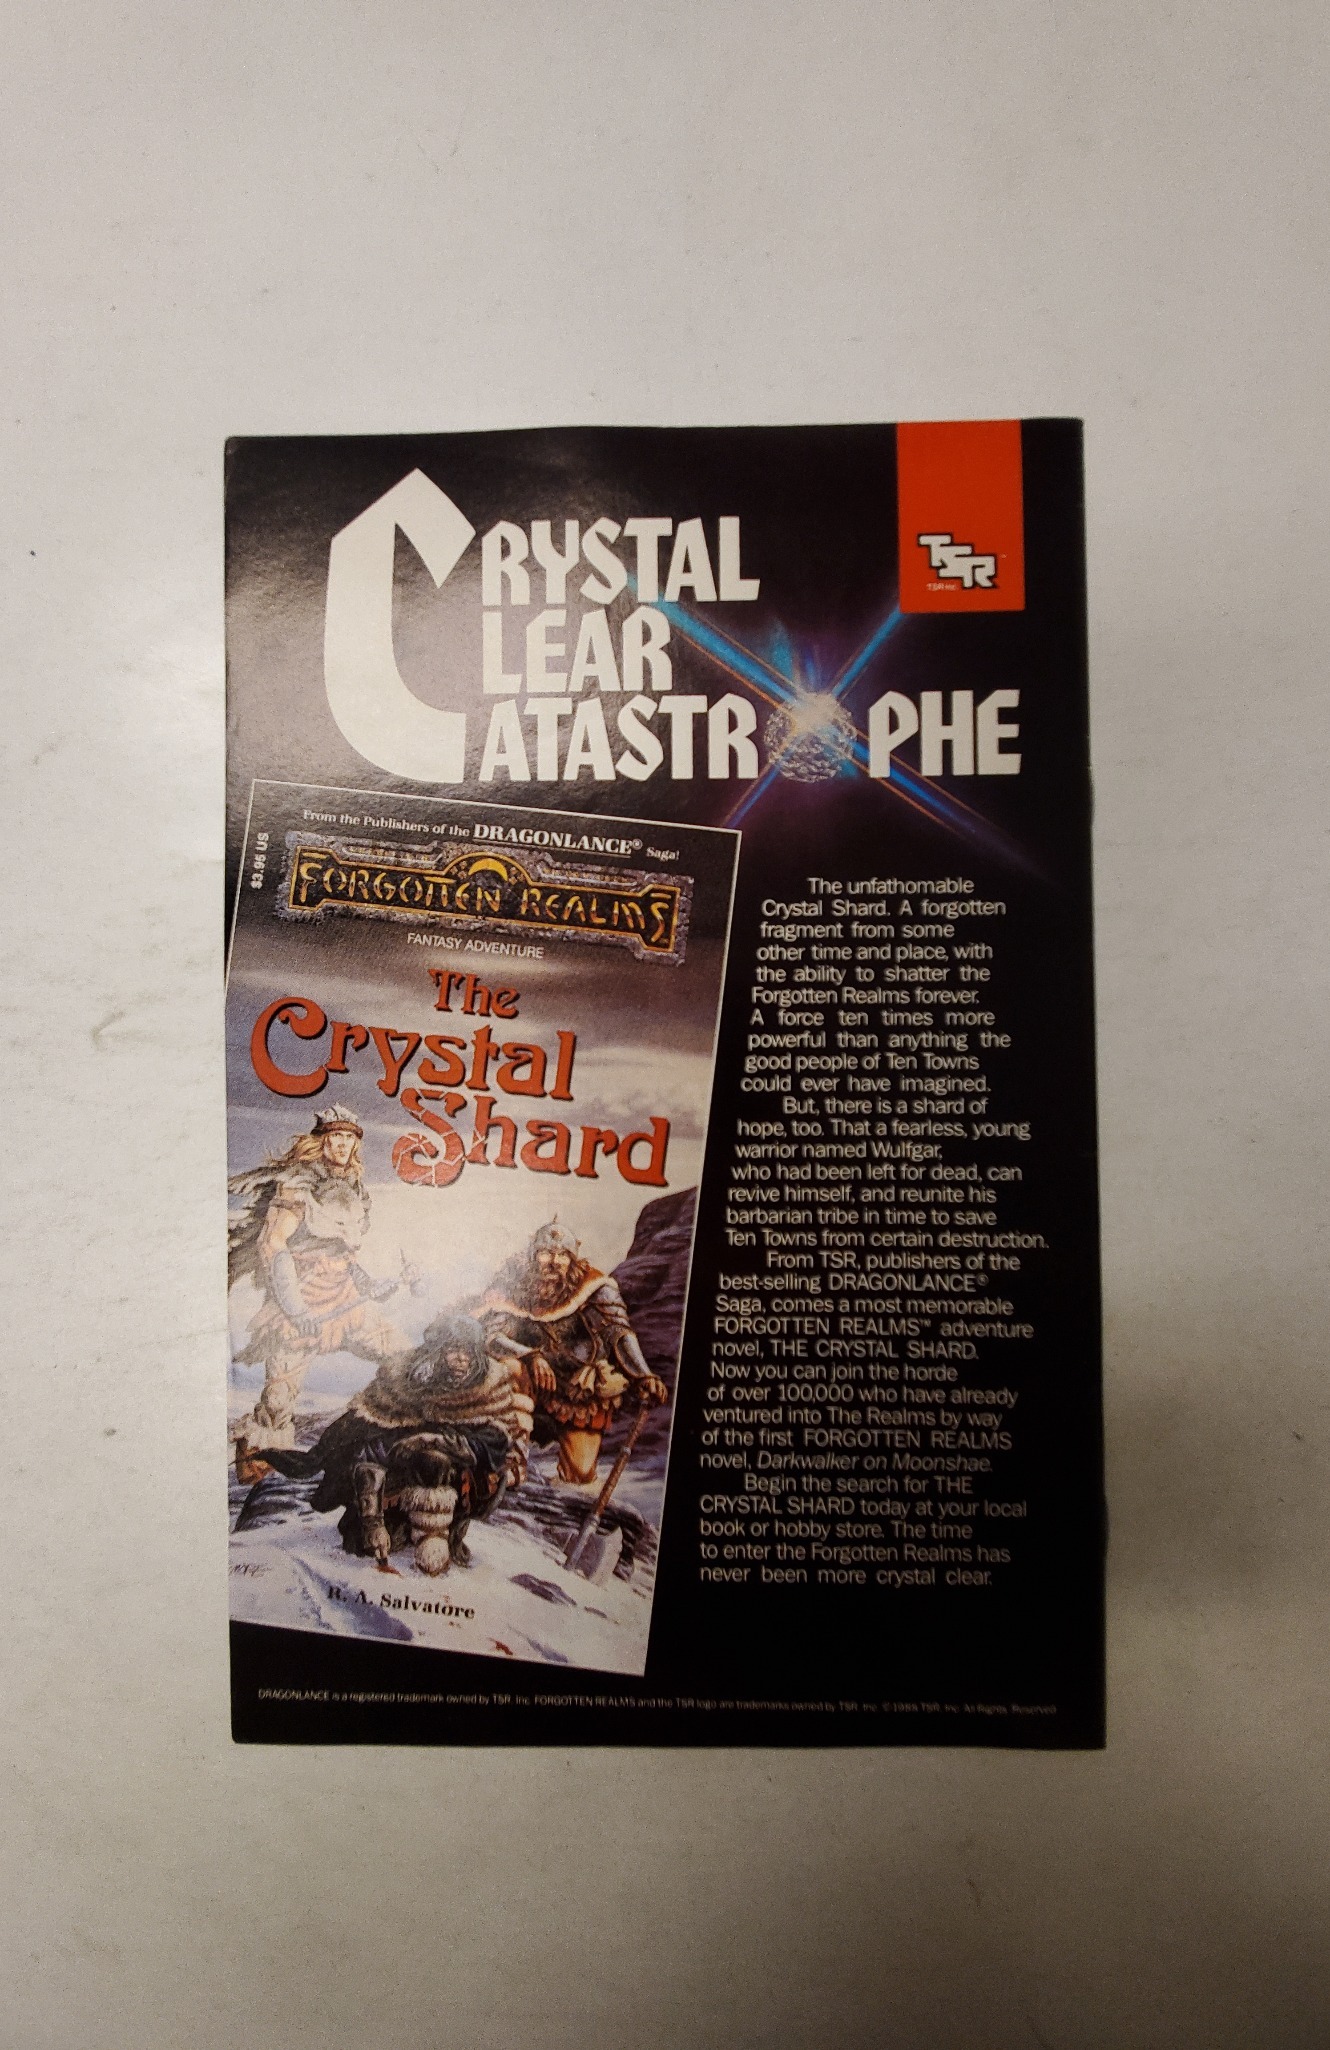 CRYSTAL
CLEAR
CATASTROPHE
TSR
TSR Inc.
$3.95 US
From the Publishers of the DRAGONLANCE® Saga!
FORGOTTEN REALMS
FANTASY ADVENTURE
The
Crystal
Shard
R. A. Salvatore
The unfathomable
Crystal Shard. A forgotten
fragment from some
other time and place, with
the ability to shatter the
Forgotten Realms forever.
A force ten times more
powerful than anything the
good people of Ten Towns
could ever have imagined.
But, there is a shard of
hope, too. That a fearless, young
warrior named Wulfgar,
who had been left for dead, can
revive himself, and reunite his
barbarian tribe in time to save
Ten Towns from certain destruction.
From TSR, publishers of the
best-selling DRAGONLANCE®
Saga, comes a most memorable
FORGOTTEN REALMS™ adventure
novel, THE CRYSTAL SHARD.
Now you can join the horde
of over 100,000 who have already
ventured into The Realms by way
of the first FORGOTTEN REALMS
novel, Darkwalker on Moonshae.
Begin the search for THE
CRYSTAL SHARD today at your local
book or hobby store. The time
to enter the Forgotten Realms has
never been more crystal clear.
DRAGONLANCE is a registered trademark owned by TSR, Inc. FORGOTTEN REALMS and the TSR logo are trademarks owned by TSR, Inc. ©1988 TSR, Inc. All Rights Reserved.